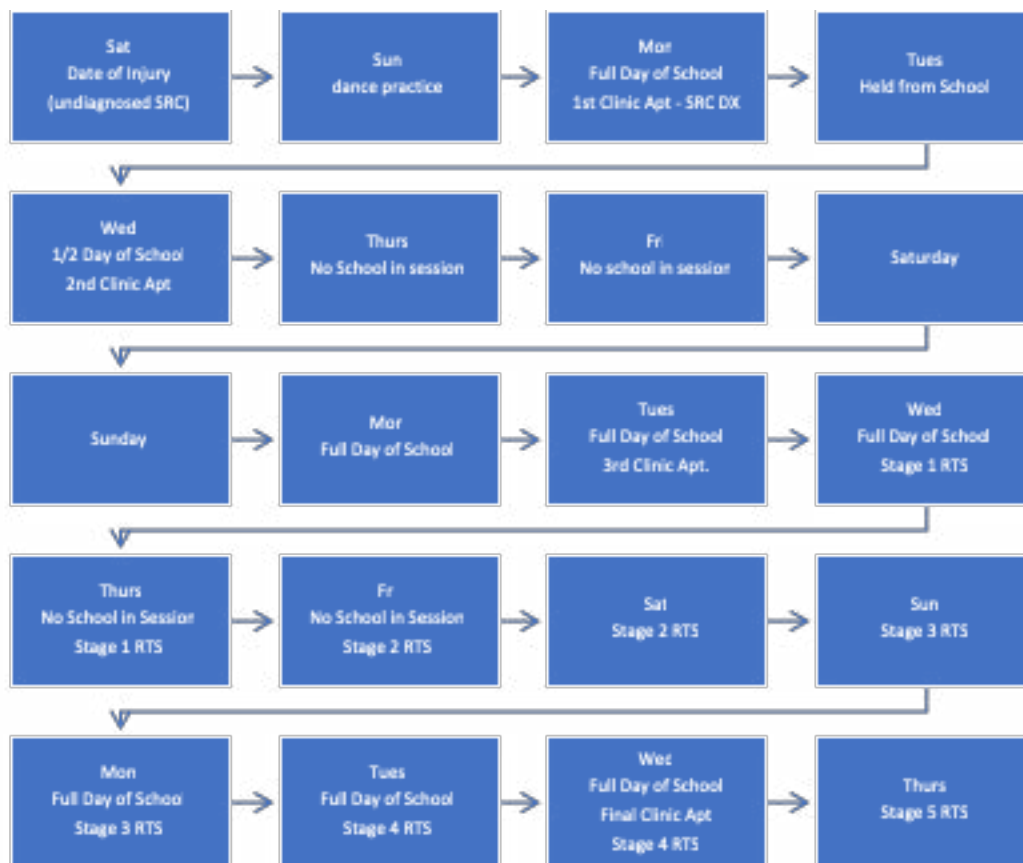 Sat
Date of Injury
(undiagnosed SRC)
Sun
dance practice
Mon
Full Day of School
1st Clinic Apt - SRC DX
Tues
Held from School
Wed
1/2 Day of School
2nd Clinic Apt
Thurs
No School in session
Fri
No school in session
Saturday
Sunday
Mon
Full Day of School
Tues
Full Day of School
3rd Clinic Apt.
Wed
Full Day of School
Stage 1 RTS
Thurs
No School in Session
Stage 1 RTS
Fr
No School in Session
Stage 2 RTS
Sat
Stage 2 RTS
Sun
Stage 3 RTS
Mon
Full Day of School
Stage 3 RTS
Tues
Full Day of School
Stage 4 RTS
Wed
Full Day of School
Final Clinic Apt
Stage 4 RTS
Thurs
Stage 5 RTS